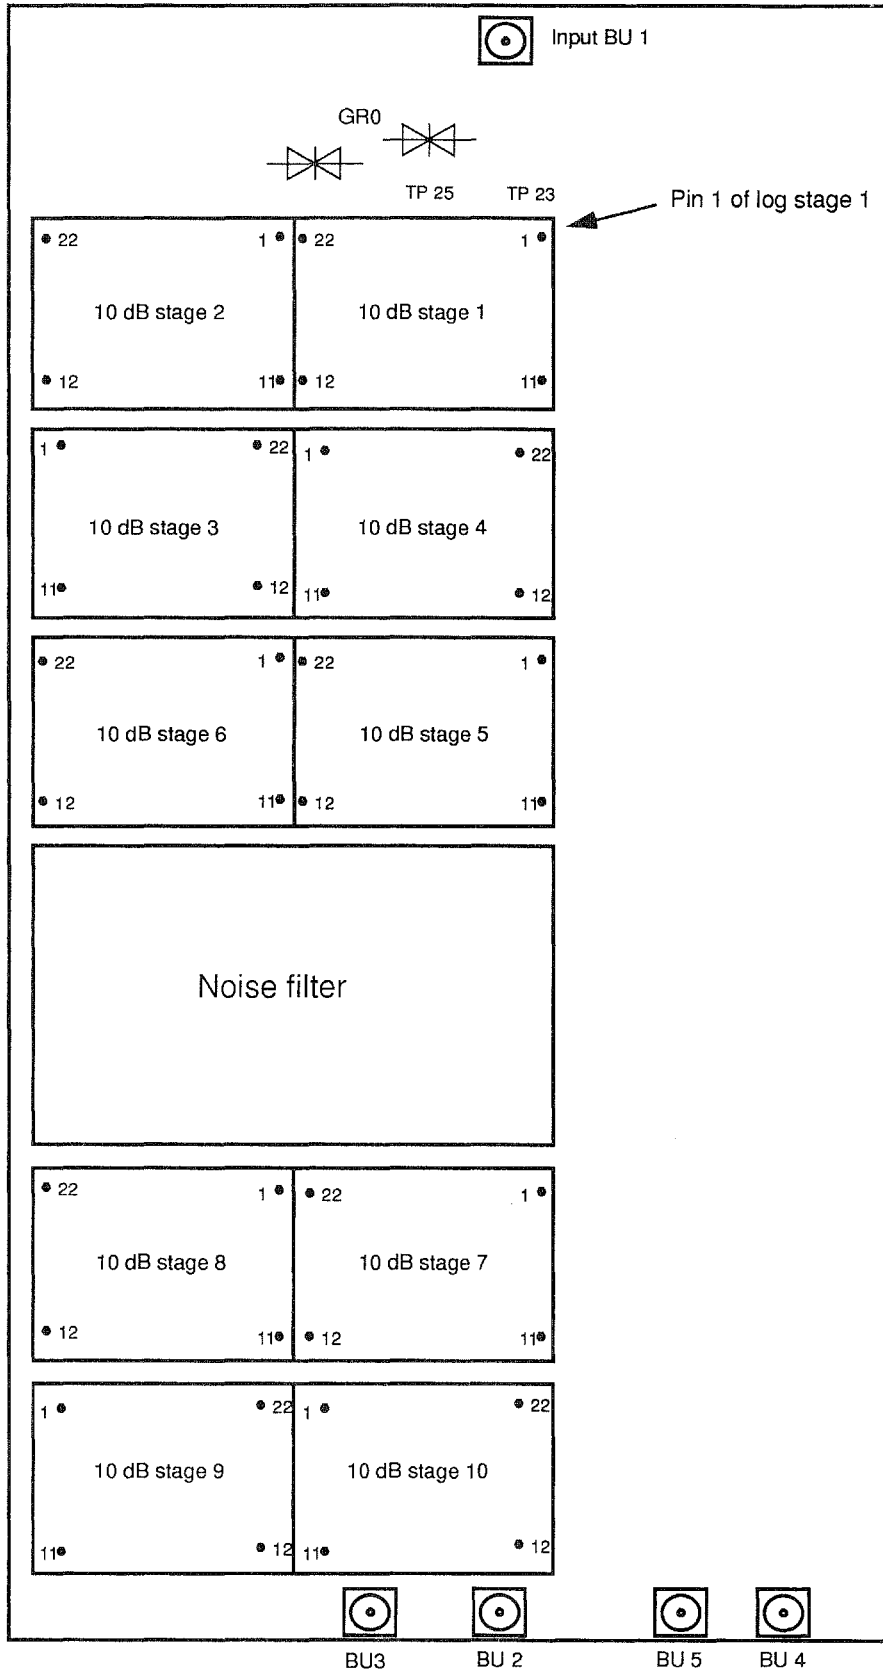 Input BU 1
GR0
TP 25 TP 23
Pin 1 of log stage 1
22 1 22 1
10 dB stage 2 10 dB stage 1
12 11 12 11
1 22 1 22
10 dB stage 3 10 dB stage 4
11 12 11 12
22 1 22 1
10 dB stage 6 10 dB stage 5
12 11 12 11
Noise filter
22 1 22 1
10 dB stage 8 10 dB stage 7
12 11 12 11
1 22 1 22
10 dB stage 9 10 dB stage 10
11 12 11 12
BU3 BU 2 BU 5 BU 4